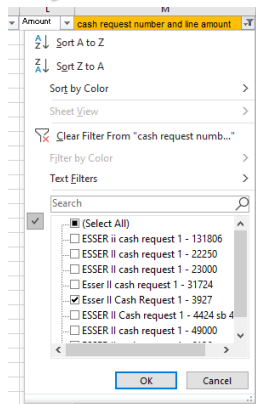 L M
Amount cash request number and line amount
Sort A to Z
Sort Z to A
Sort by Color
Sheet View
Clear Filter From "cash request numb..."
Filter by Color
Text Filters
Search
(Select All)
ESSER ii cash request 1 - 131806
ESSER II cash request 1 - 22250
ESSER II cash request 1 - 23000
Esser II cash request 1 - 31724
Esser II Cash Request 1 - 3927
ESSER II Cash request 1 - 4424 sb 4
ESSER II cash request 1 - 49000
OK Cancel